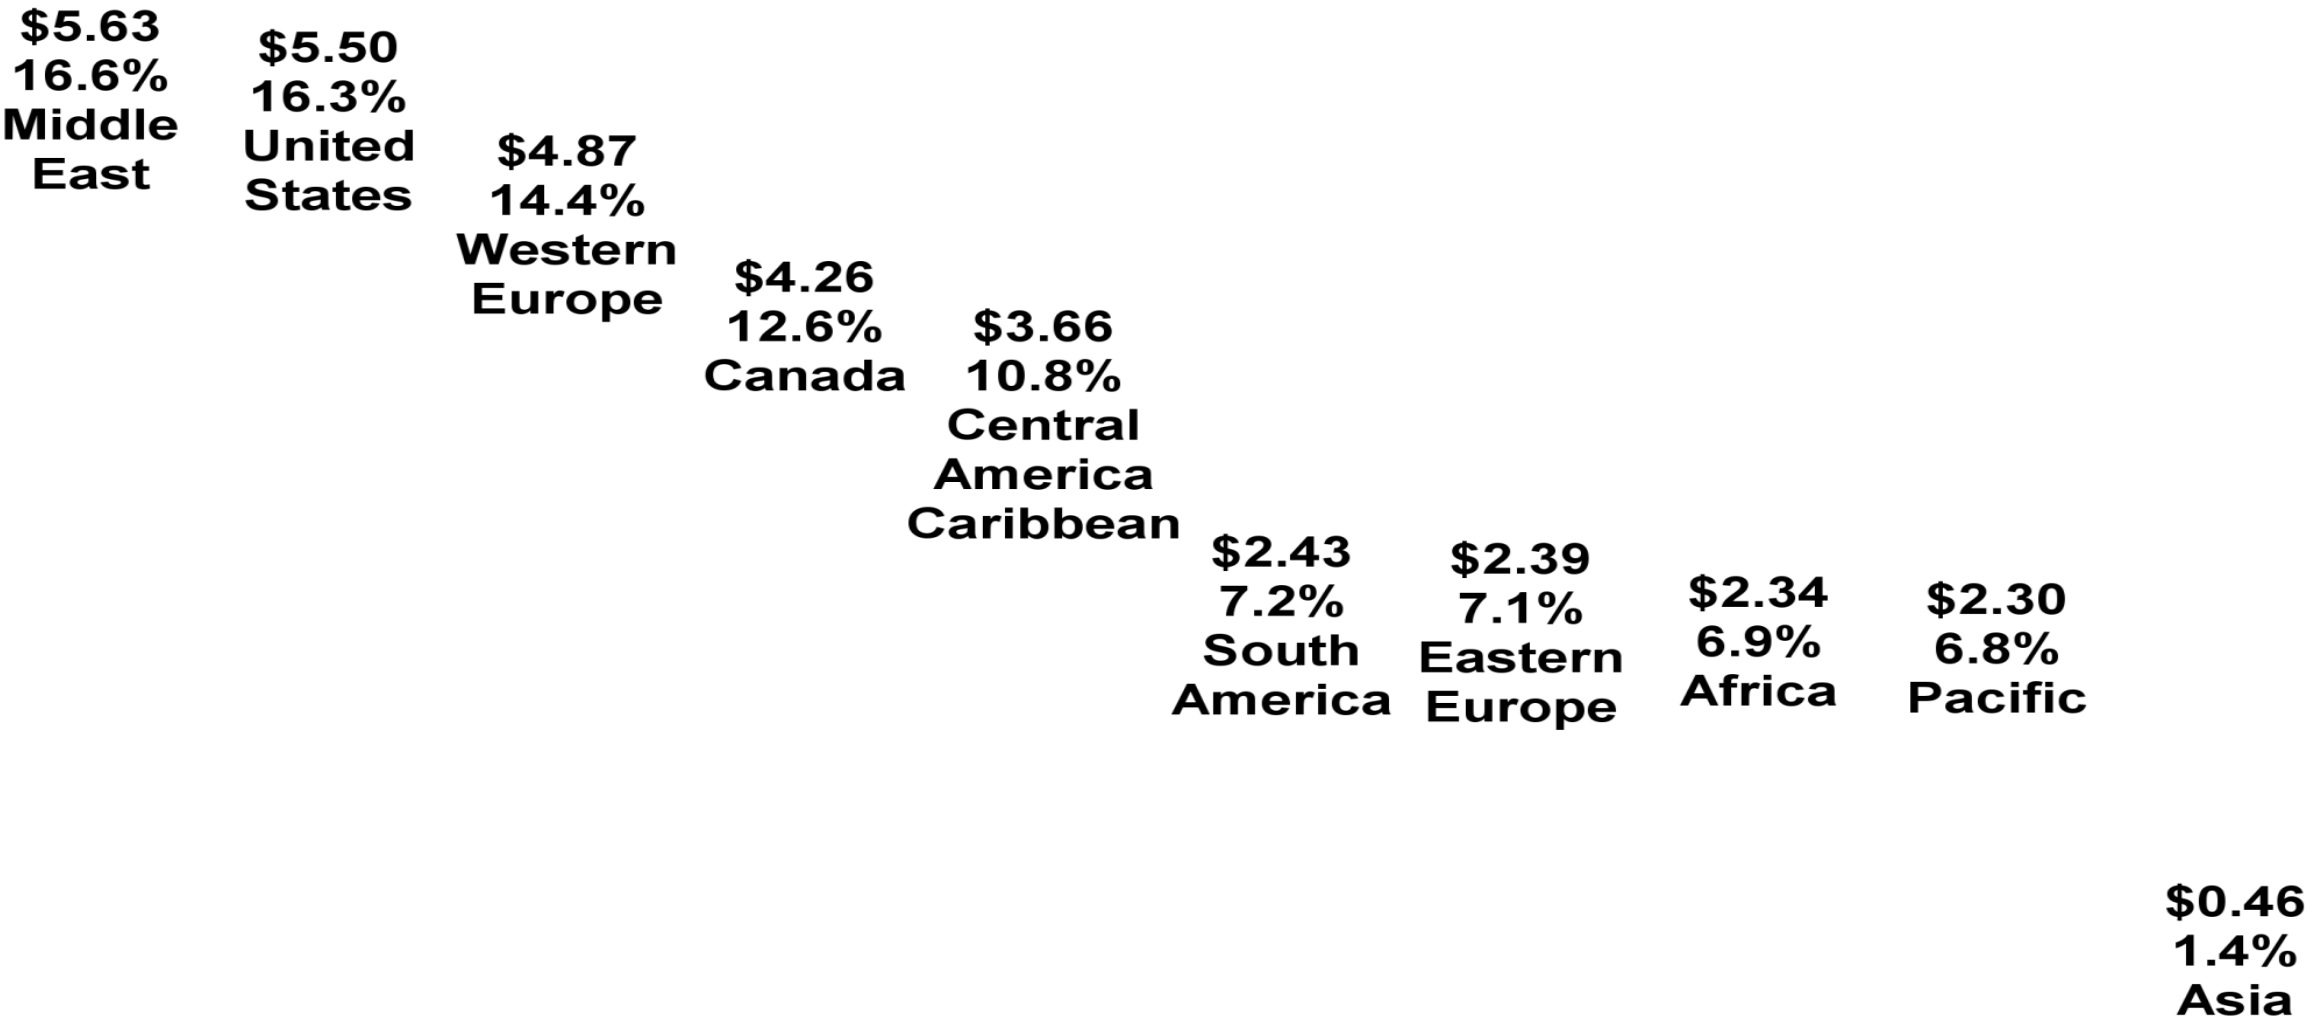 $5.63
16.6%
Middle
East
$5.50
16.3%
United
States
$4.87
14.4%
Western
Europe
$4.26
12.6%
Canada
$3.66
10.8%
Central
America
Caribbean
$2.43
7.2%
South
America
$2.39
7.1%
Eastern
Europe
$2.34
6.9%
Africa
$2.30
6.8%
Pacific
$0.46
1.4%
Asia